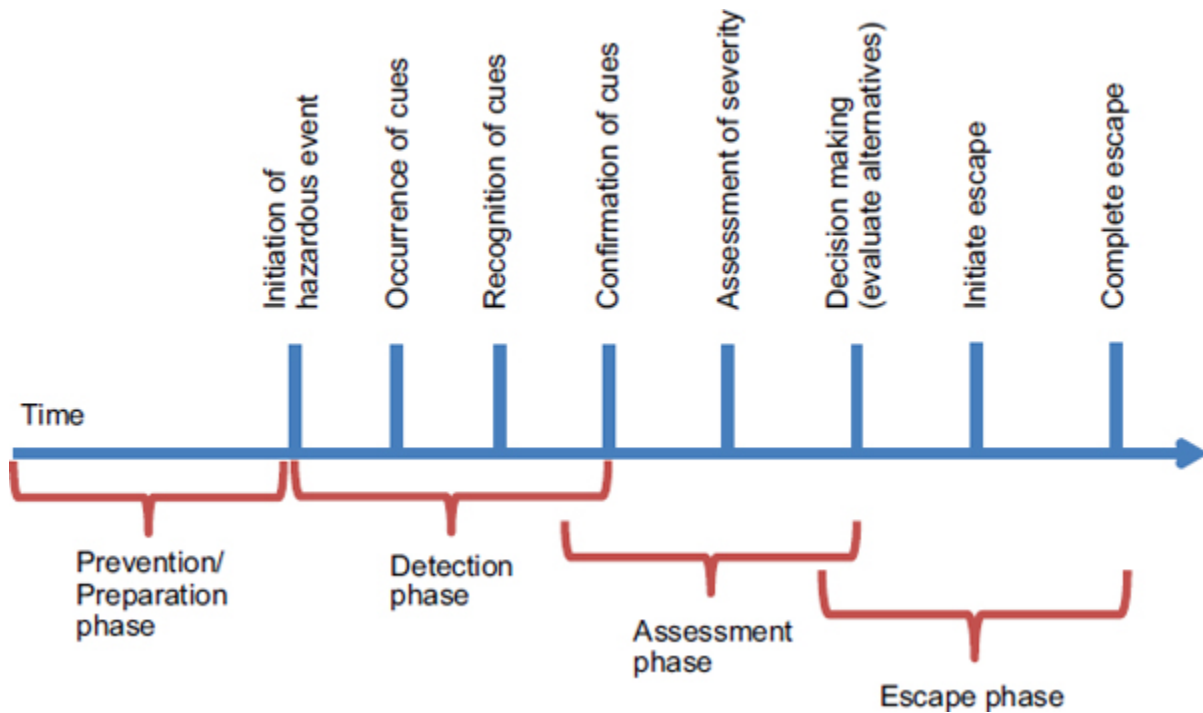 Initiation of
hazardous event
Occurrence of cues
Recognition of cues
Confirmation of cues
Assessment of severity
Decision making
(evaluate alternatives)
Initiate escape
Complete escape
Time
Prevention/
Preparation
phase
Detection
phase
Assessment
phase
Escape phase